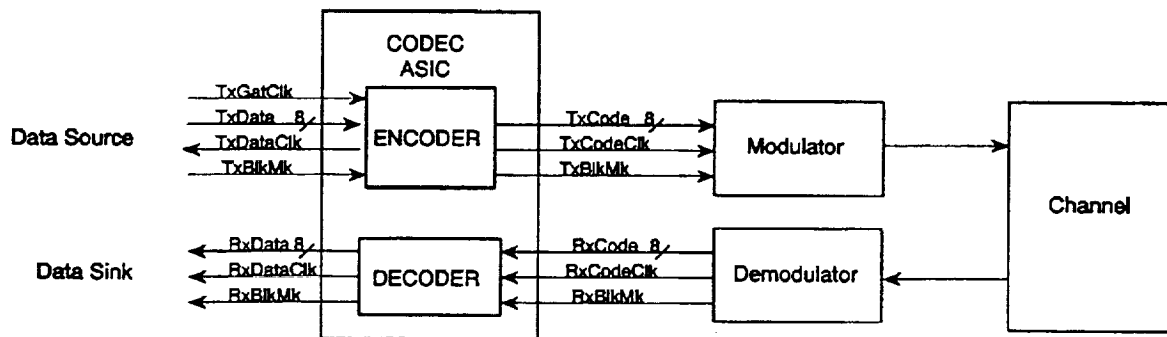 CODEC
ASIC
Data Source
TxGatClk
TxData 8
TxDataClk
TxBlkMk
ENCODER
TxCode 8
TxCodeClk
TxBlkMk
Modulator
Channel
Data Sink
RxData 8
RxDataClk
RxBlkMk
DECODER
RxCode 8
RxCodeClk
RxBlkMk
Demodulator